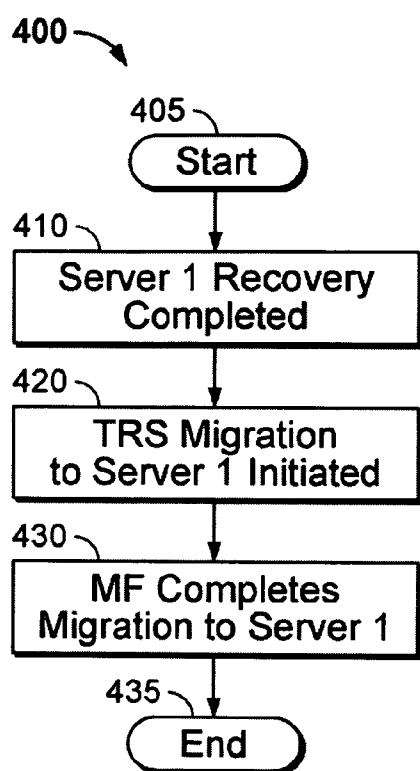 400
405
Start
410
Server 1 Recovery
Completed
420
TRS Migration
to Server 1 Initiated
430
MF Completes
Migration to Server 1
435
End